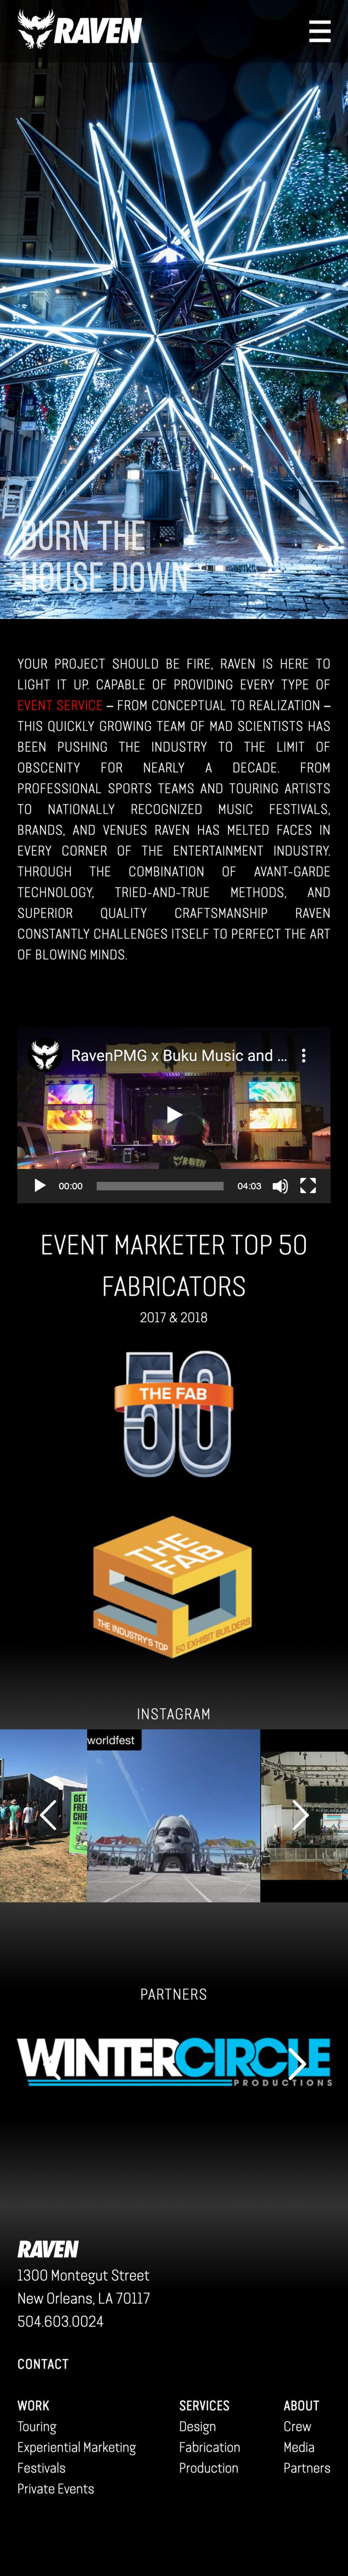 RAVEN
BURN THE
HOUSE DOWN
YOUR PROJECT SHOULD BE FIRE, RAVEN IS HERE TO
LIGHT IT UP. CAPABLE OF PROVIDING EVERY TYPE OF
EVENT SERVICE – FROM CONCEPTUAL TO REALIZATION –
THIS QUICKLY GROWING TEAM OF MAD SCIENTISTS HAS
BEEN PUSHING THE INDUSTRY TO THE LIMIT OF
OBSCENITY FOR NEARLY A DECADE. FROM
PROFESSIONAL SPORTS TEAMS AND TOURING ARTISTS
TO NATIONALLY RECOGNIZED MUSIC FESTIVALS,
BRANDS, AND VENUES RAVEN HAS MELTED FACES IN
EVERY CORNER OF THE ENTERTAINMENT INDUSTRY.
THROUGH THE COMBINATION OF AVANT-GARDE
TECHNOLOGY, TRIED-AND-TRUE METHODS, AND
SUPERIOR QUALITY CRAFTSMANSHIP RAVEN
CONSTANTLY CHALLENGES ITSELF TO PERFECT THE ART
OF BLOWING MINDS.
RavenPMG x Buku Music and ...
RAVEN
00:00 04:03
EVENT MARKETER TOP 50
FABRICATORS
2017 & 2018
THE FAB
50
THE
FAB
50
THE INDUSTRY'S TOP 50 EXHIBIT BUILDERS
INSTAGRAM
worldfest
GET
FREE
CHIP
PARTNERS
WINTERCIRCLE
PRODUCTIONS
RAVEN
1300 Montegut Street
New Orleans, LA 70117
504.603.0024
CONTACT
WORK SERVICES ABOUT
Touring Design Crew
Experiential Marketing Fabrication Media
Festivals Production Partners
Private Events